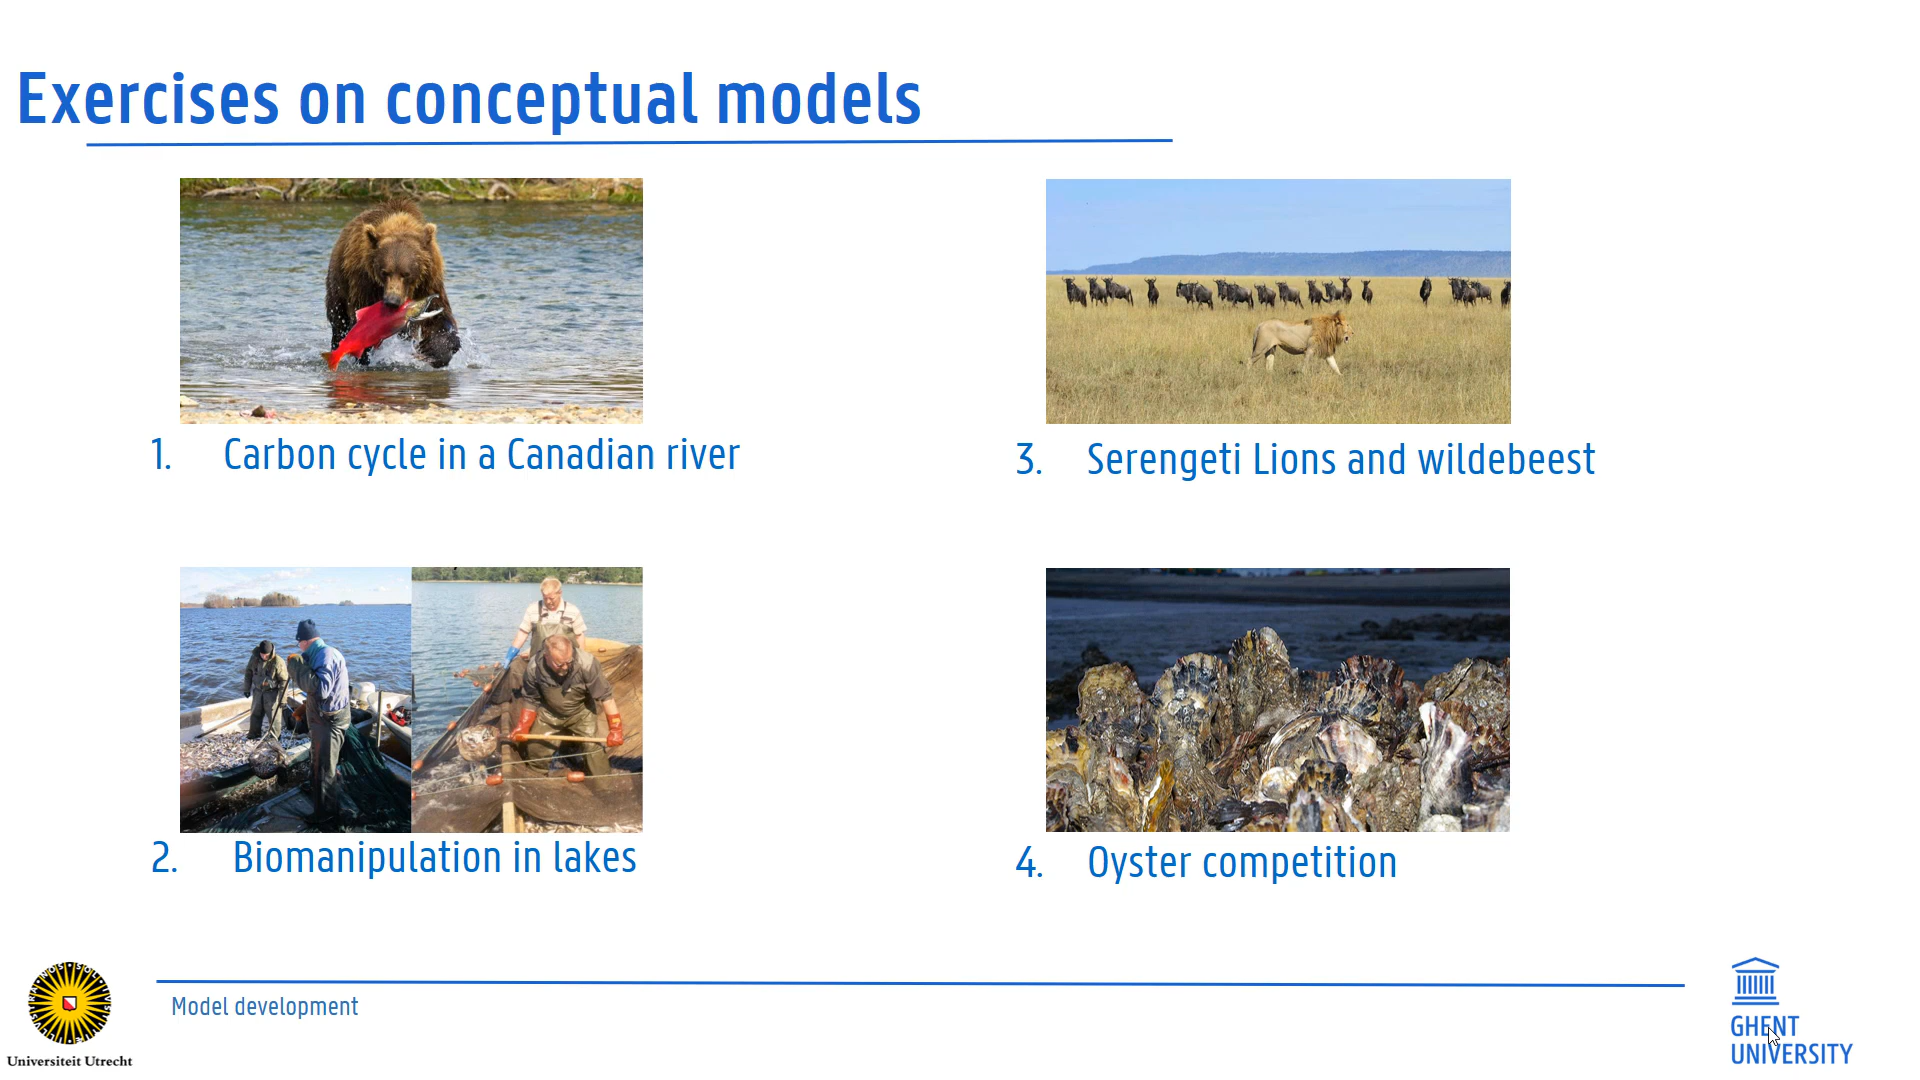 Exercises on conceptual models
1. Carbon cycle in a Canadian river
3. Serengeti Lions and wildebeest
2. Biomanipulation in lakes
4. Oyster competition
Model development
Universiteit Utrecht
GHENT
UNIVERSITY